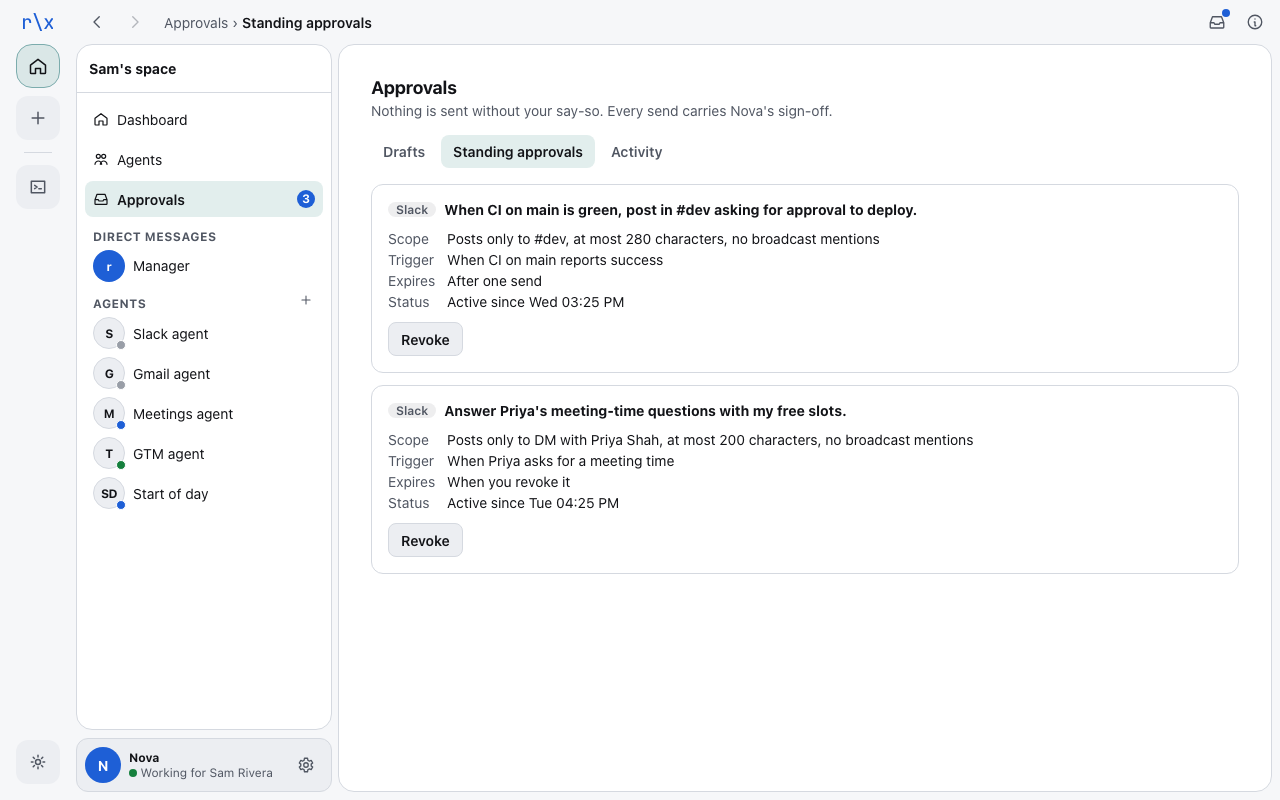 r\x
Approvals › Standing approvals
Sam's space
Dashboard
Agents
Approvals 3
DIRECT MESSAGES
r Manager
AGENTS
S Slack agent
G Gmail agent
M Meetings agent
T GTM agent
SD Start of day
N Nova
Working for Sam Rivera
Approvals
Nothing is sent without your say-so. Every send carries Nova's sign-off.
Drafts Standing approvals Activity
Slack When CI on main is green, post in #dev asking for approval to deploy.
Scope Posts only to #dev, at most 280 characters, no broadcast mentions
Trigger When CI on main reports success
Expires After one send
Status Active since Wed 03:25 PM
Revoke
Slack Answer Priya's meeting-time questions with my free slots.
Scope Posts only to DM with Priya Shah, at most 200 characters, no broadcast mentions
Trigger When Priya asks for a meeting time
Expires When you revoke it
Status Active since Tue 04:25 PM
Revoke